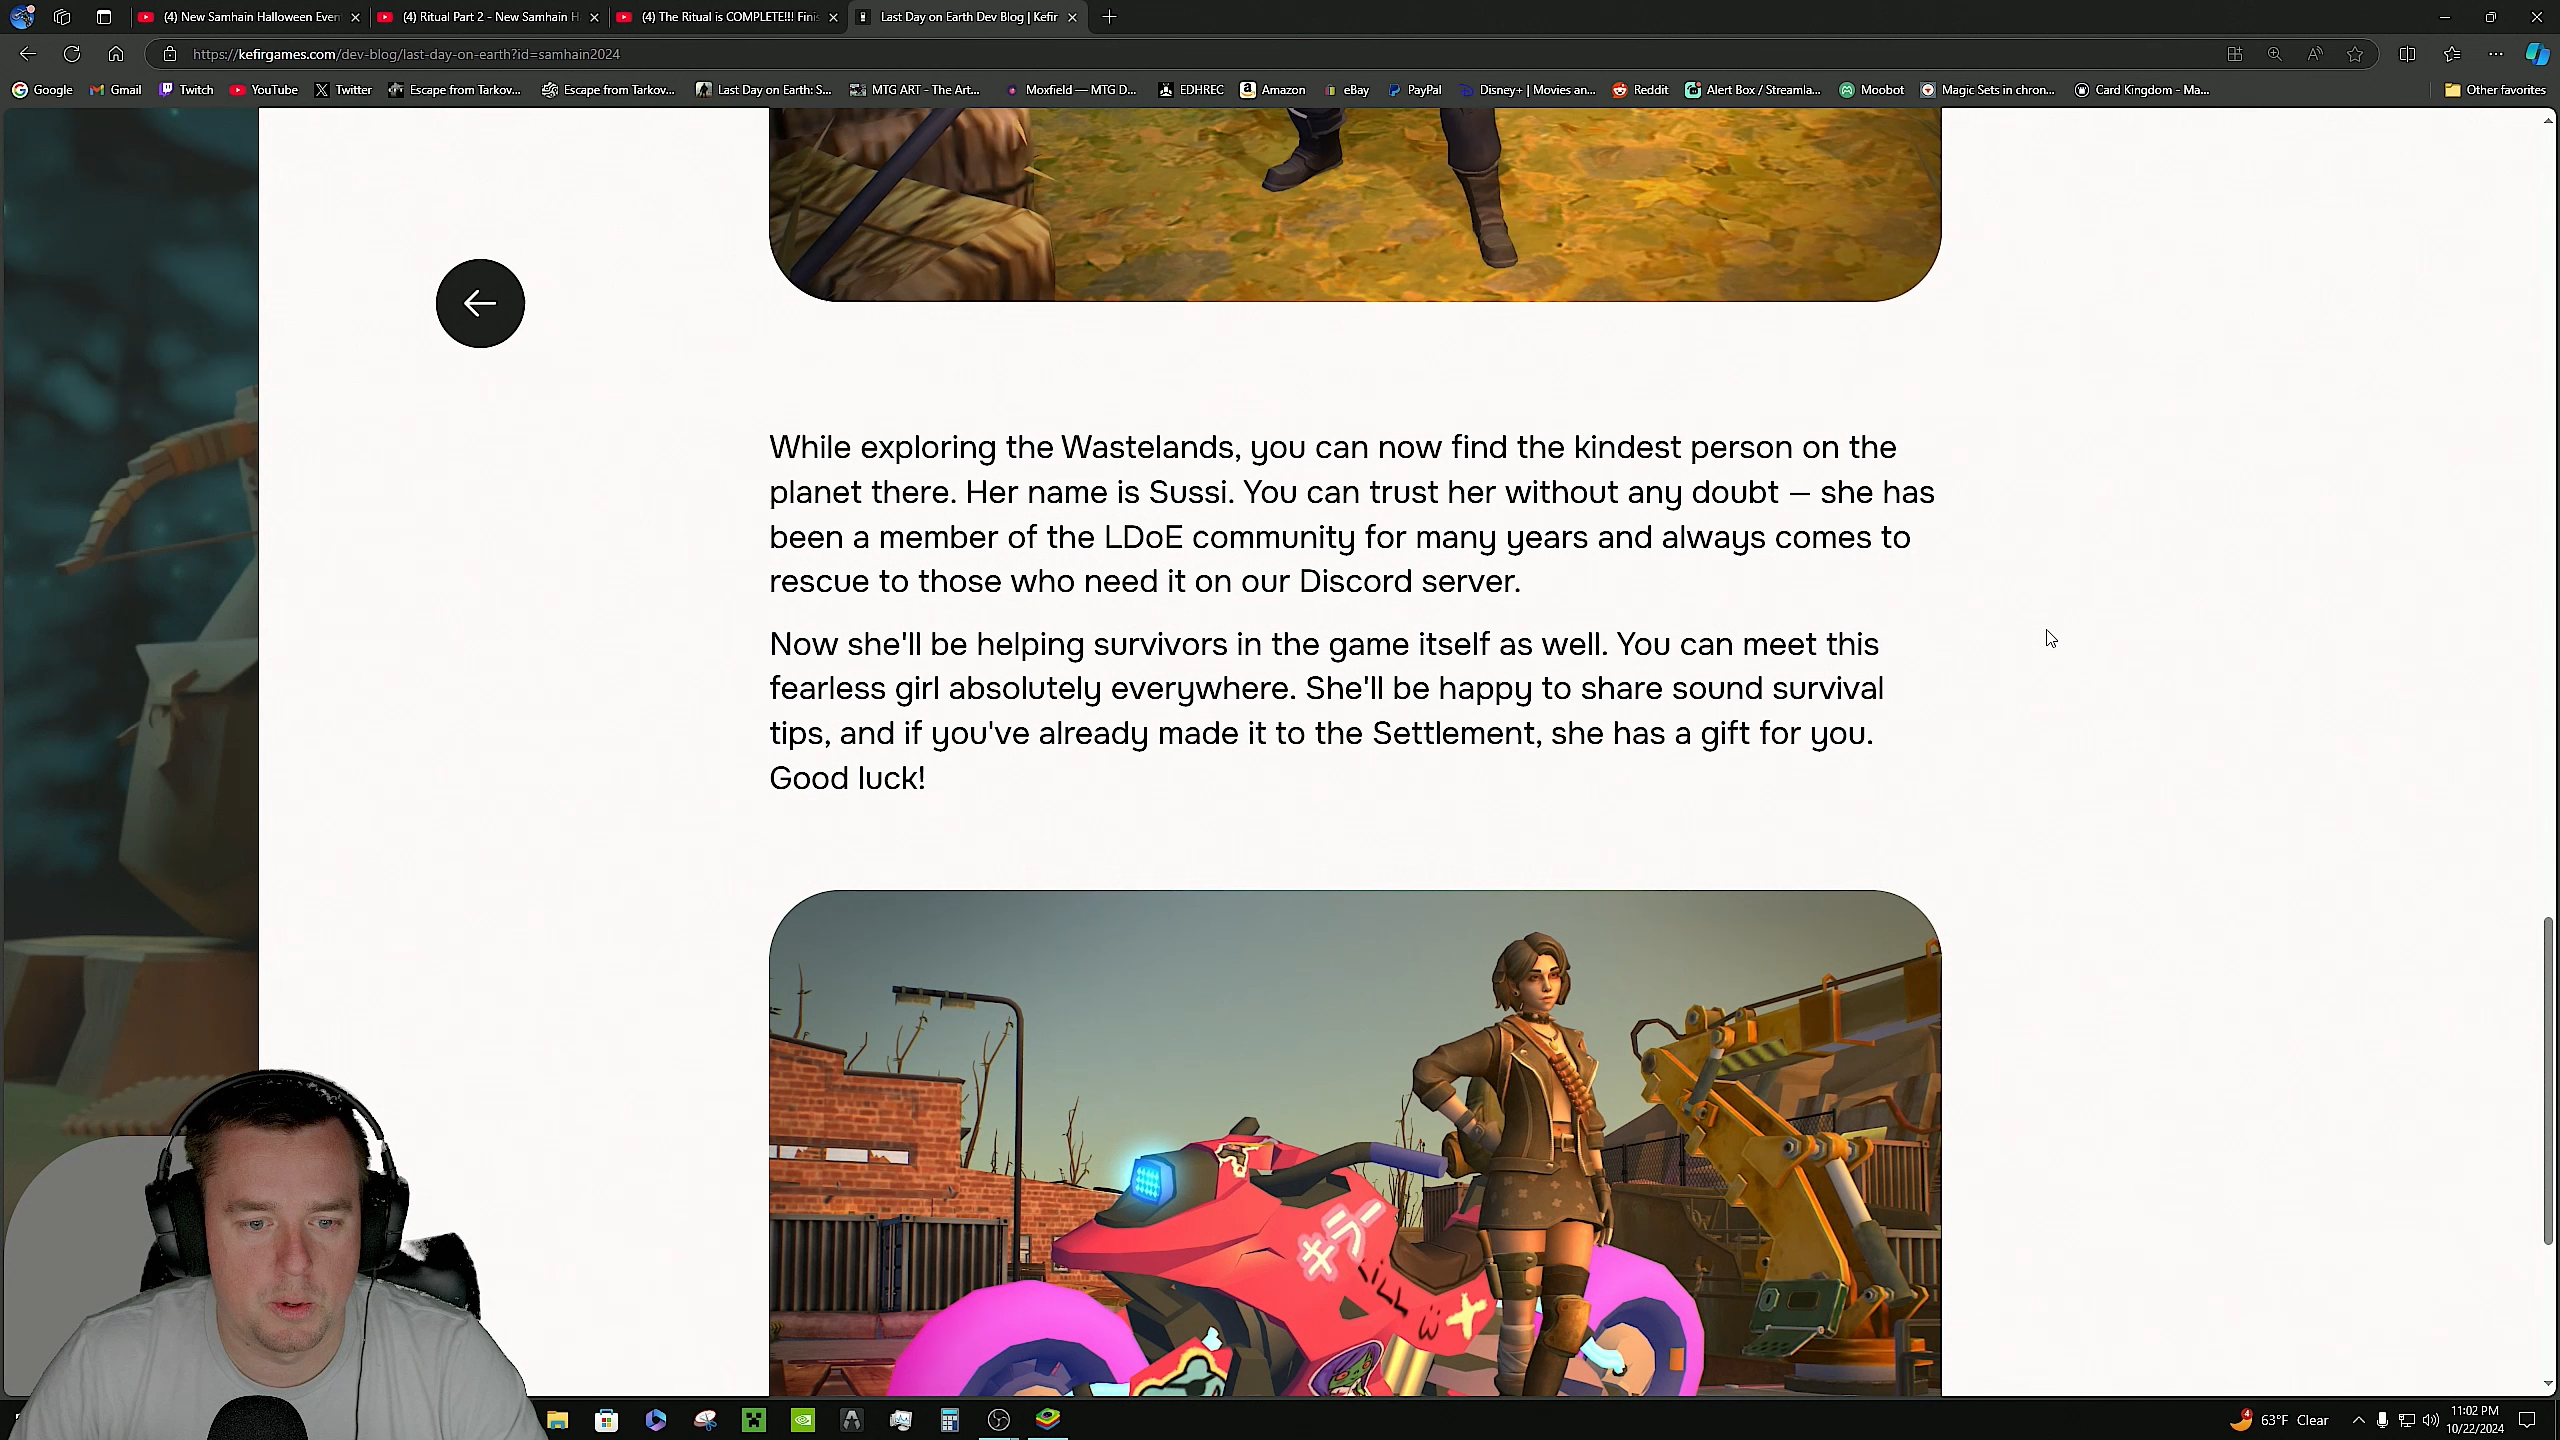 (4) New Samhain Halloween Even
(4) Ritual Part 2 - New Samhain H
(4) The Ritual is COMPLETE!!! Fini
Last Day on Earth Dev Blog | Kefir
https://kefirgames.com/dev-blog/last-day-on-earth?id=samhain2024
Google
Gmail
Twitch
YouTube
Twitter
Escape from Tarkov...
Escape from Tarkov...
Last Day on Earth: S...
MTG ART - The Art...
Moxfield — MTG D...
EDHREC
Amazon
eBay
PayPal
Disney+ | Movies an...
Reddit
Alert Box / Streamla...
Moobot
Magic Sets in chron...
Card Kingdom - Ma...
Other favorites
While exploring the Wastelands, you can now find the kindest person on the
planet there. Her name is Sussi. You can trust her without any doubt — she has
been a member of the LDoE community for many years and always comes to
rescue to those who need it on our Discord server.
Now she'll be helping survivors in the game itself as well. You can meet this
fearless girl absolutely everywhere. She'll be happy to share sound survival
tips, and if you've already made it to the Settlement, she has a gift for you.
Good luck!
キラー
63°F Clear
11:02 PM
10/22/2024